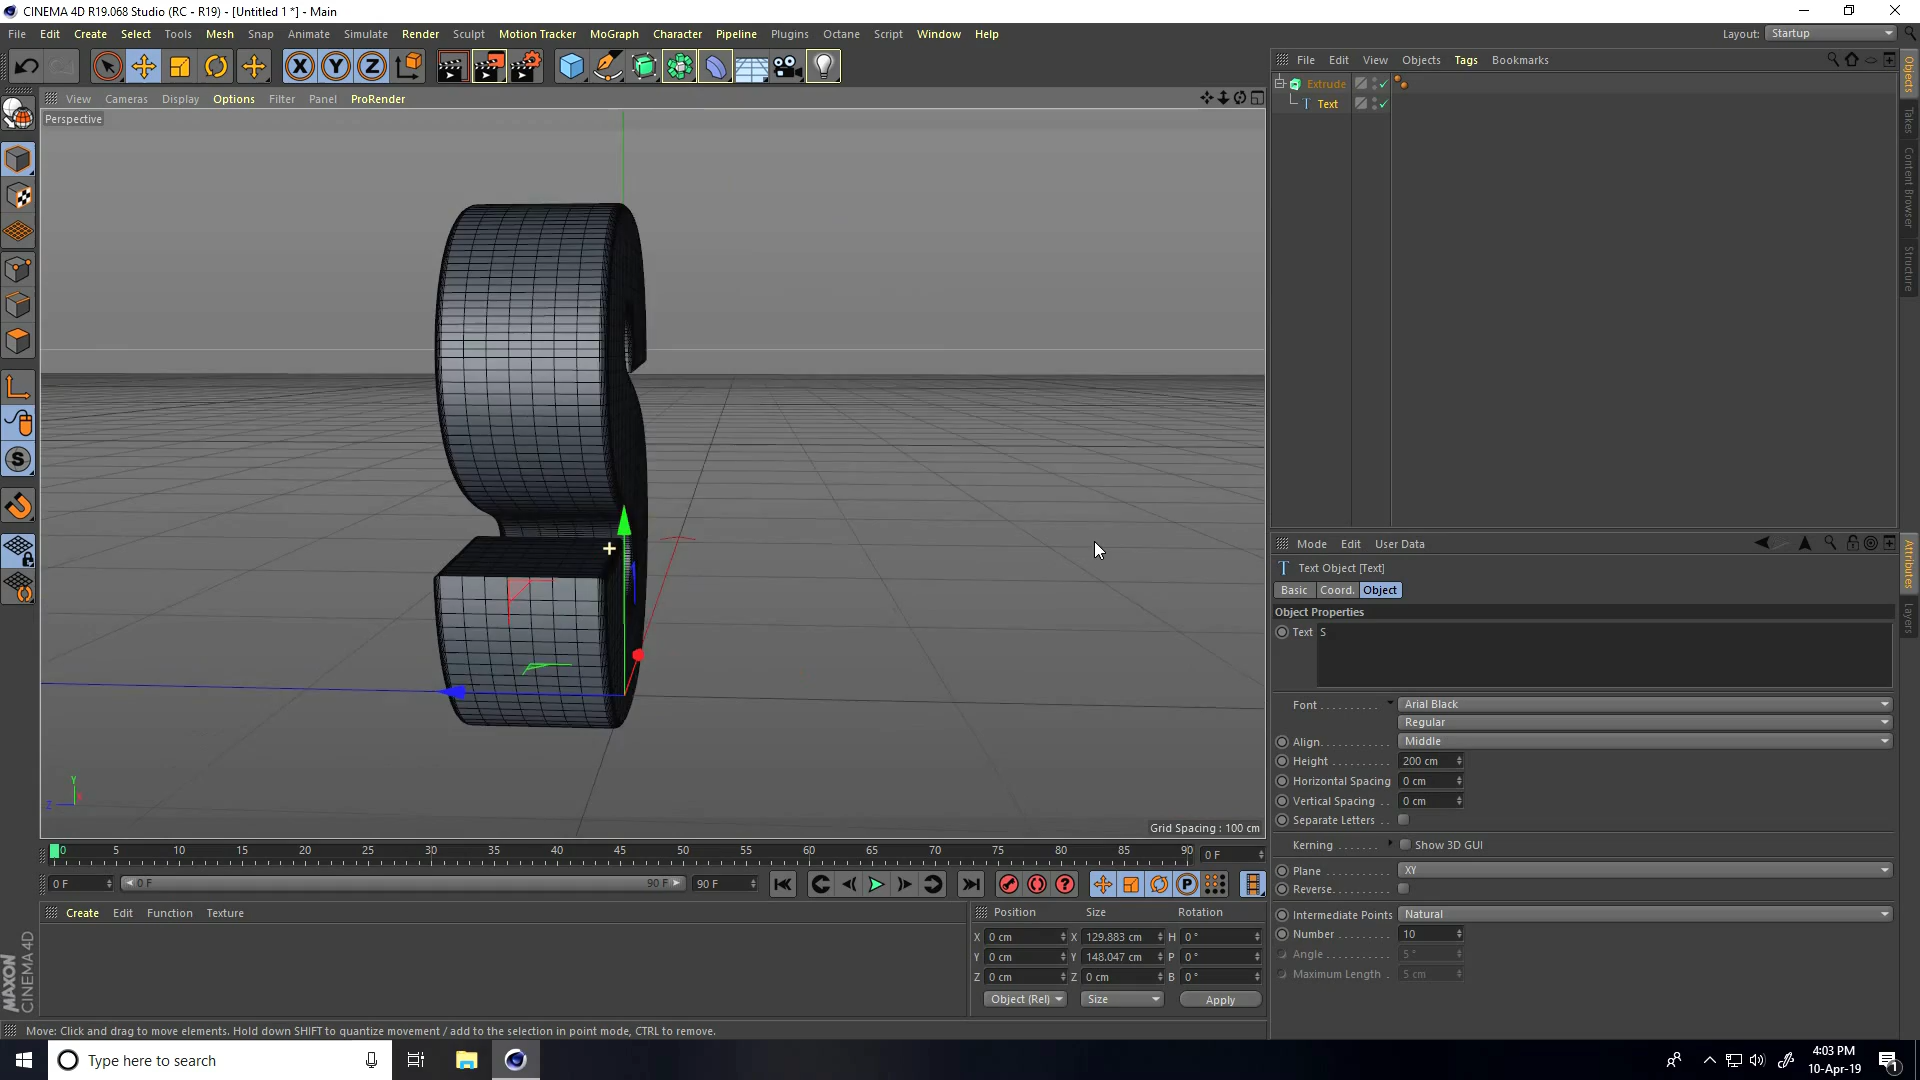 CINEMA 4D R19.068 Studio (RC - R19) - [Untitled 1 *] - Main
File Edit Create Select Tools Mesh Snap Animate Simulate Render Sculpt Motion Tracker MoGraph Character Pipeline Plugins Octane Script Window Help
Layout: Startup
X Y Z
File Edit View Objects Tags Bookmarks
View Cameras Display Options Filter Panel ProRender
Extrude
Text
Perspective
Objects
Takes
Content Browser
Structure
S
Mode Edit User Data
Text Object [Text]
Basic Coord. Object
Object Properties
Text S
Attributes
Layers
Font Arial Black
Regular
Align Middle
Height 200 cm
Horizontal Spacing 0 cm
Vertical Spacing 0 cm
Separate Letters
Kerning Show 3D GUI
Plane XY
Reverse
Intermediate Points Natural
Number 10
Angle 5 °
Maximum Length 5 cm
Y
Z
Grid Spacing : 100 cm
0 5 10 15 20 25 30 35 40 45 50 55 60 65 70 75 80 85 90 0 F
0 F 0 F 90 F 90 F
P
Create Edit Function Texture
Position Size Rotation
X 0 cm X 129.883 cm H 0 °
Y 0 cm Y 148.047 cm P 0 °
Z 0 cm Z 0 cm B 0 °
Object (Rel) Size Apply
MAXON
CINEMA 4D
Move: Click and drag to move elements. Hold down SHIFT to quantize movement / add to the selection in point mode, CTRL to remove.
Type here to search
4:03 PM
10-Apr-19
1